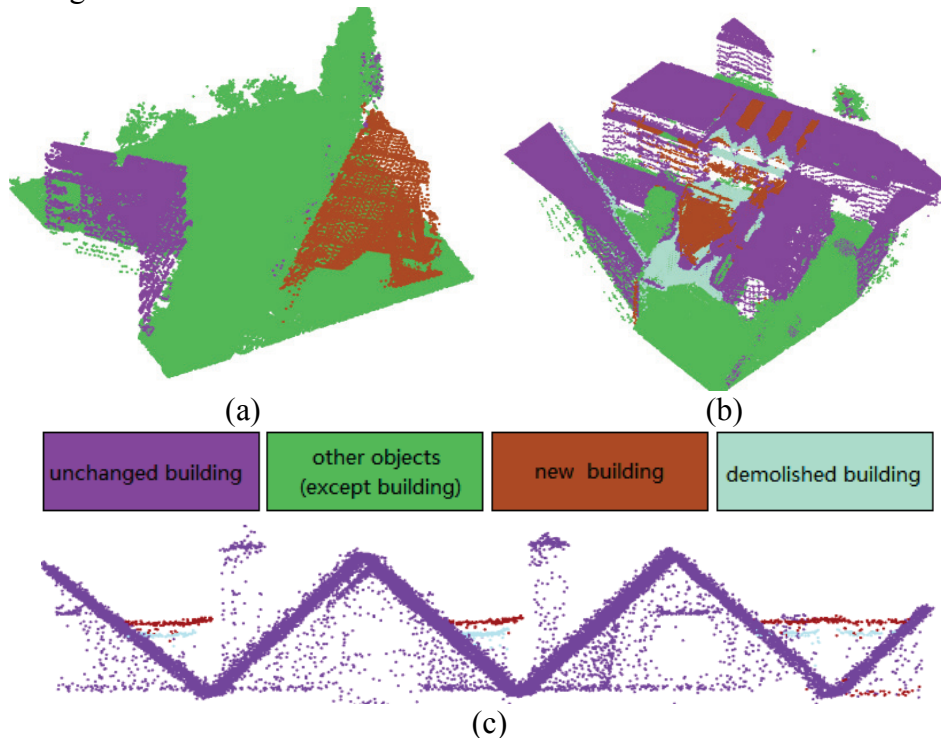 (a)
(b)
unchanged building
other objects
(except building)
new building
demolished building
(c)